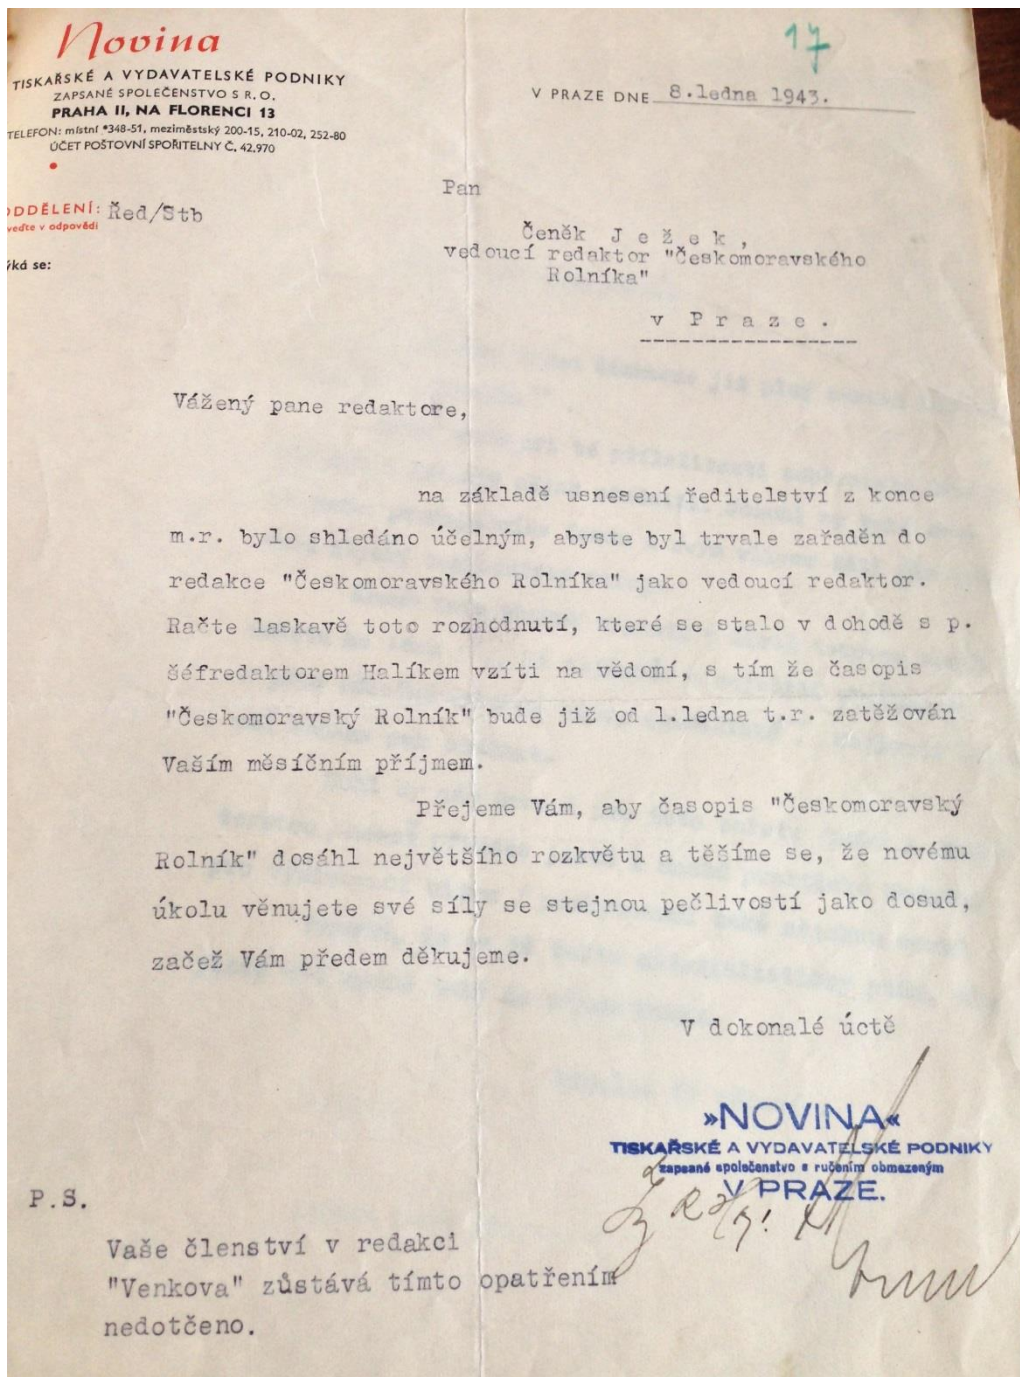 Novina
TISKAŘSKÉ A VYDAVATELSKÉ PODNIKY
ZAPSANÉ SPOLEČENSTVO S R. O.
PRAHA II, NA FLORENCI 13
TELEFON: místní *348-51, meziměstský 200-15, 210-02, 252-80
ÚČET POŠTOVNÍ SPOŘITELNY Č. 42.970
17
V PRAZE DNE 8.ledna 1943.
ODDĚLENÍ: Řed/Stb
veďte v odpovědi
ýká se:
Pan
Čeněk Ježek,
vedoucí redaktor "Českomoravského
Rolníka"
v Praze.
Vážený pane redaktore,
na základě usnesení ředitelství z konce
m.r. bylo shledáno účelným, abyste byl trvale zařaděn do
redakce "Českomoravského Rolníka" jako vedoucí redaktor.
Račte laskavě toto rozhodnutí, které se stalo v dohodě s p.
šéfredaktorem Halíkem vzíti na vědomí, s tím že časopis
"Českomoravský Rolník" bude již od 1.ledna t.r. zatěžován
Vaším měsíčním příjmem.
Přejeme Vám, aby časopis "Českomoravský
Rolník" dosáhl největšího rozkvětu a těšíme se, že novému
úkolu věnujete své síly se stejnou pečlivostí jako dosud,
začež Vám předem děkujeme.
V dokonalé úctě
»NOVINA«
TISKAŘSKÉ A VYDAVATELSKÉ PODNIKY
zapsané společenstvo s ručením obmezeným
V PRAZE.
P.S.
Vaše členství v redakci
"Venkova" zůstává tímto opatřením
nedotčeno.